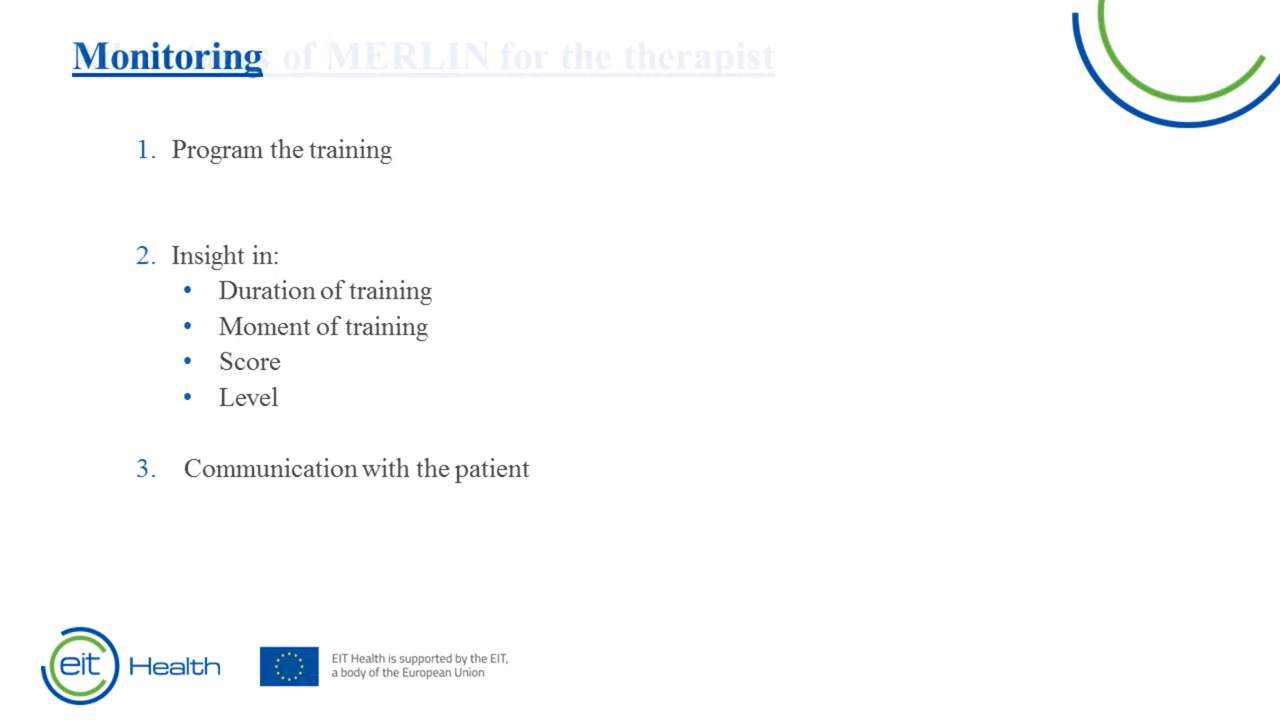 Monitoring
of MERLIN for the therapist
1. Program the training
2. Insight in:
• Duration of training
• Moment of training
• Score
• Level
3. Communication with the patient
eit Health
EIT Health is supported by the EIT,
a body of the European Union